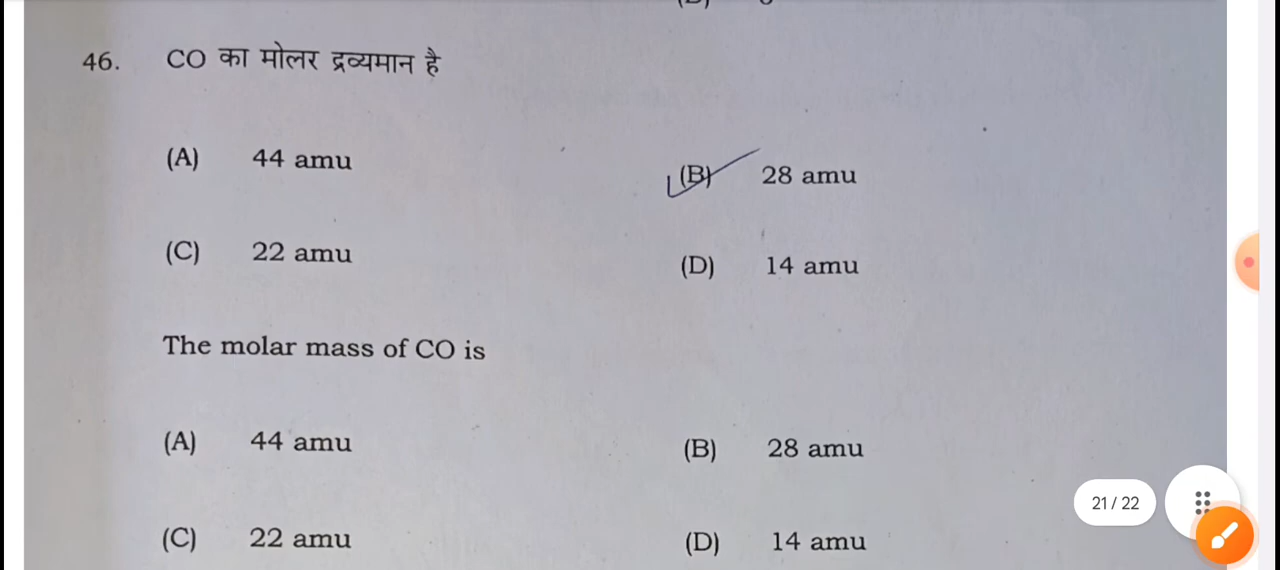 46. CO का मोलर द्रव्यमान है
(A) 44 amu (B) 28 amu
(C) 22 amu (D) 14 amu
The molar mass of CO is
(A) 44 amu (B) 28 amu
(C) 22 amu (D) 14 amu
21 / 22